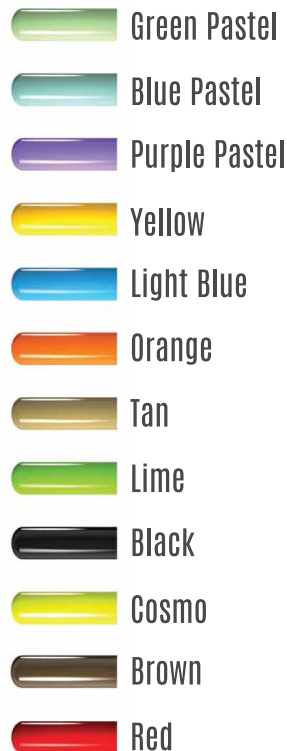 Green Pastel
Blue Pastel
Purple Pastel
Yellow
Light Blue
Orange
Tan
Lime
Black
Cosmo
Brown
Red